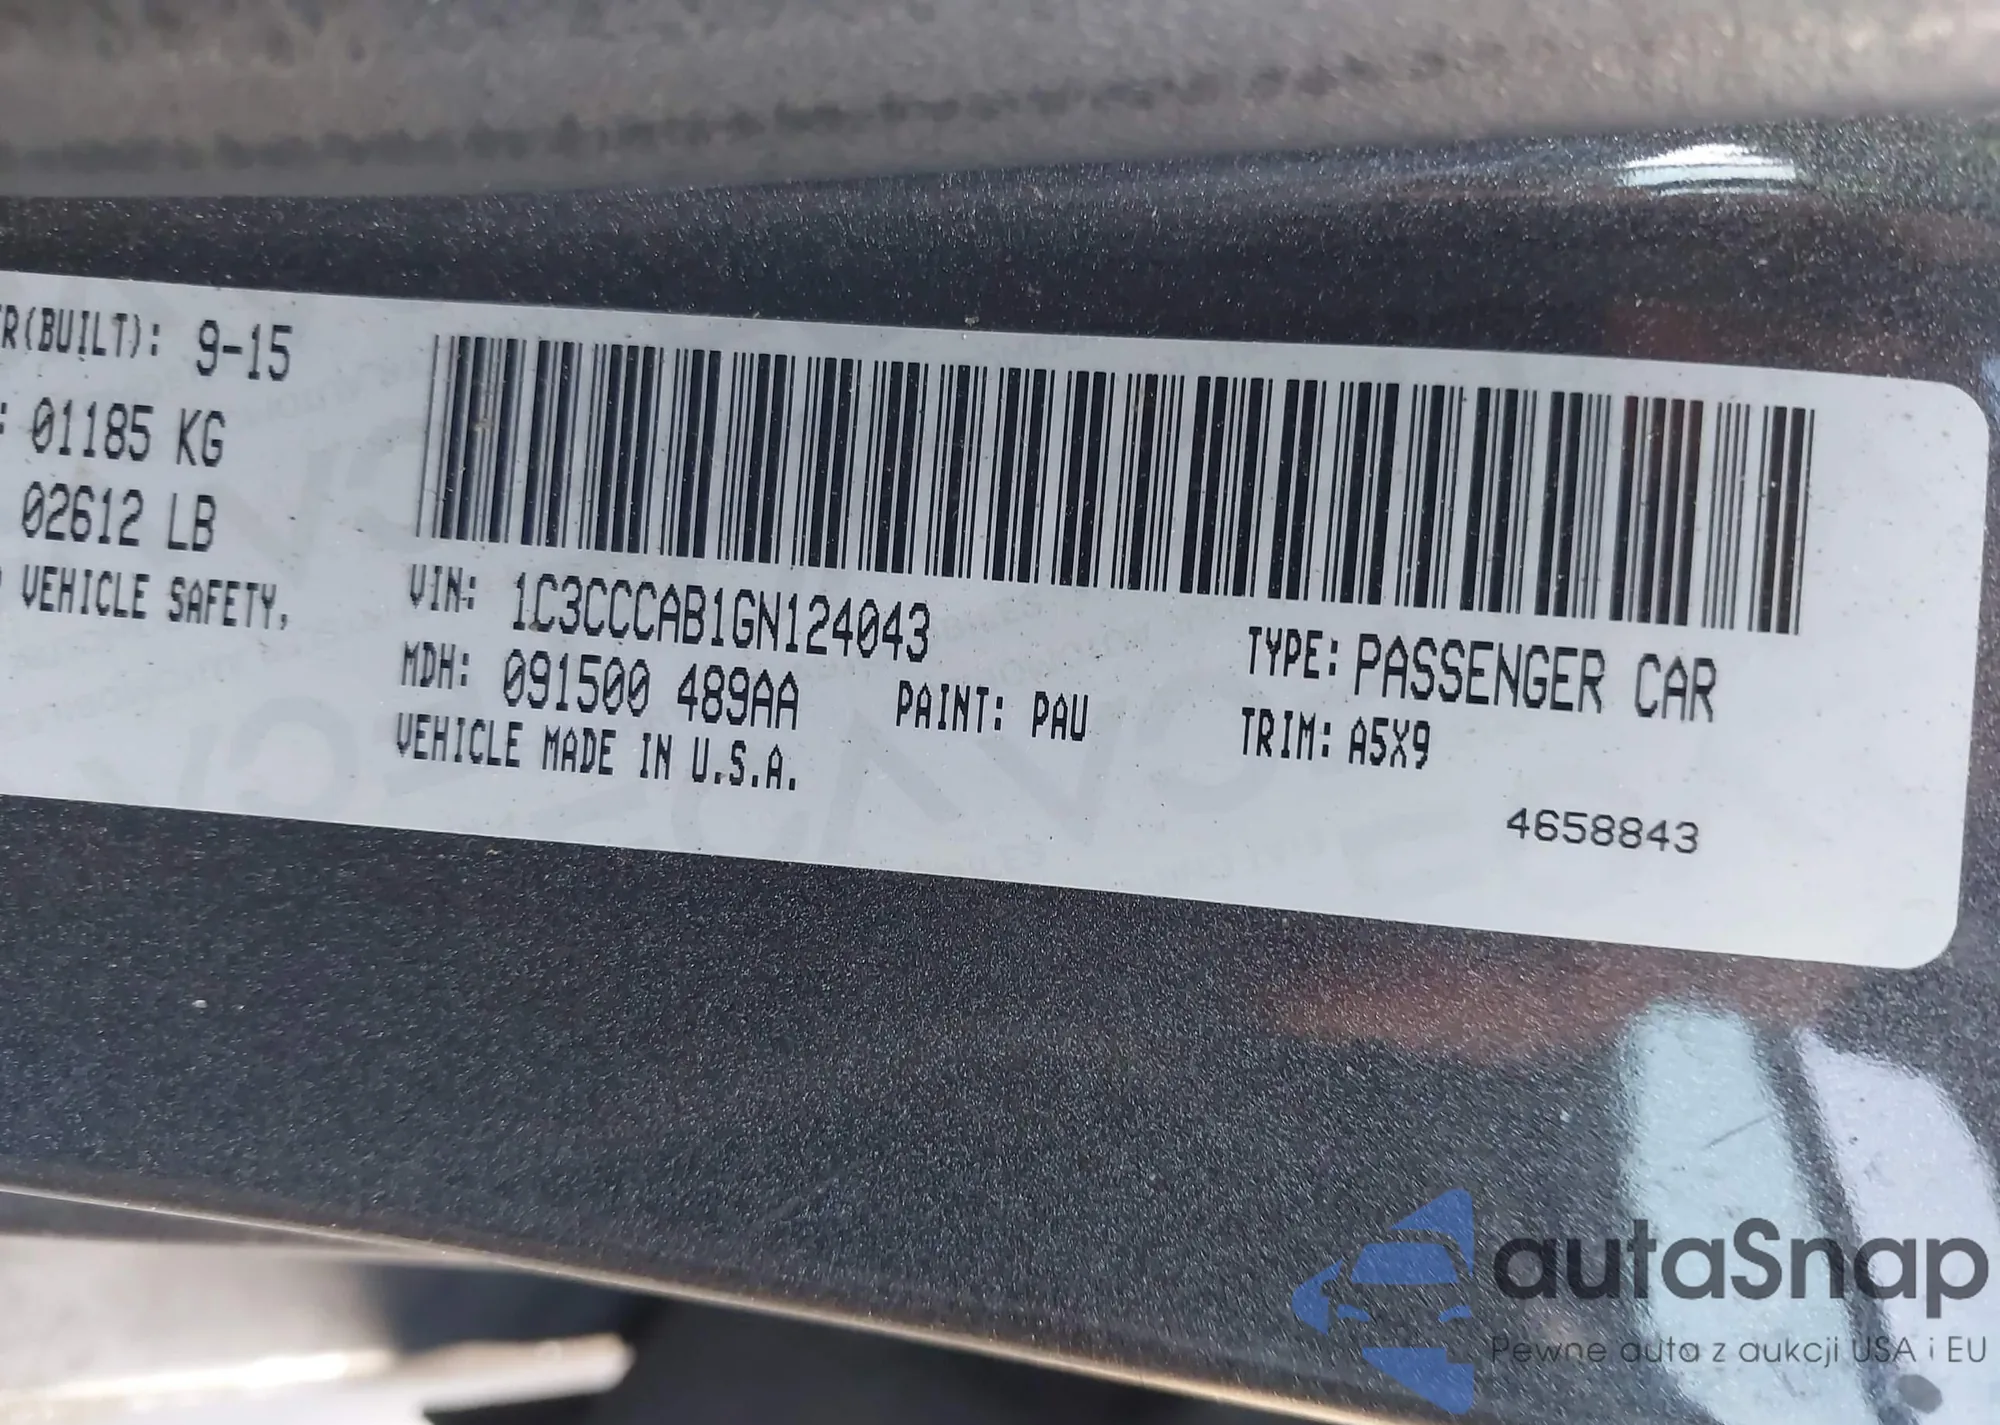 R(BUILT): 9-15
: 01185 KG
02612 LB
VEHICLE SAFETY,
VIN: 1C3CCCAB1GN124043
TYPE: PASSENGER CAR
MDH: 091500 489AA
PAINT: PAU
TRIM: A5X9
VEHICLE MADE IN U.S.A.
4658843
autaSnap
Pewne auta z aukcji USA i EU